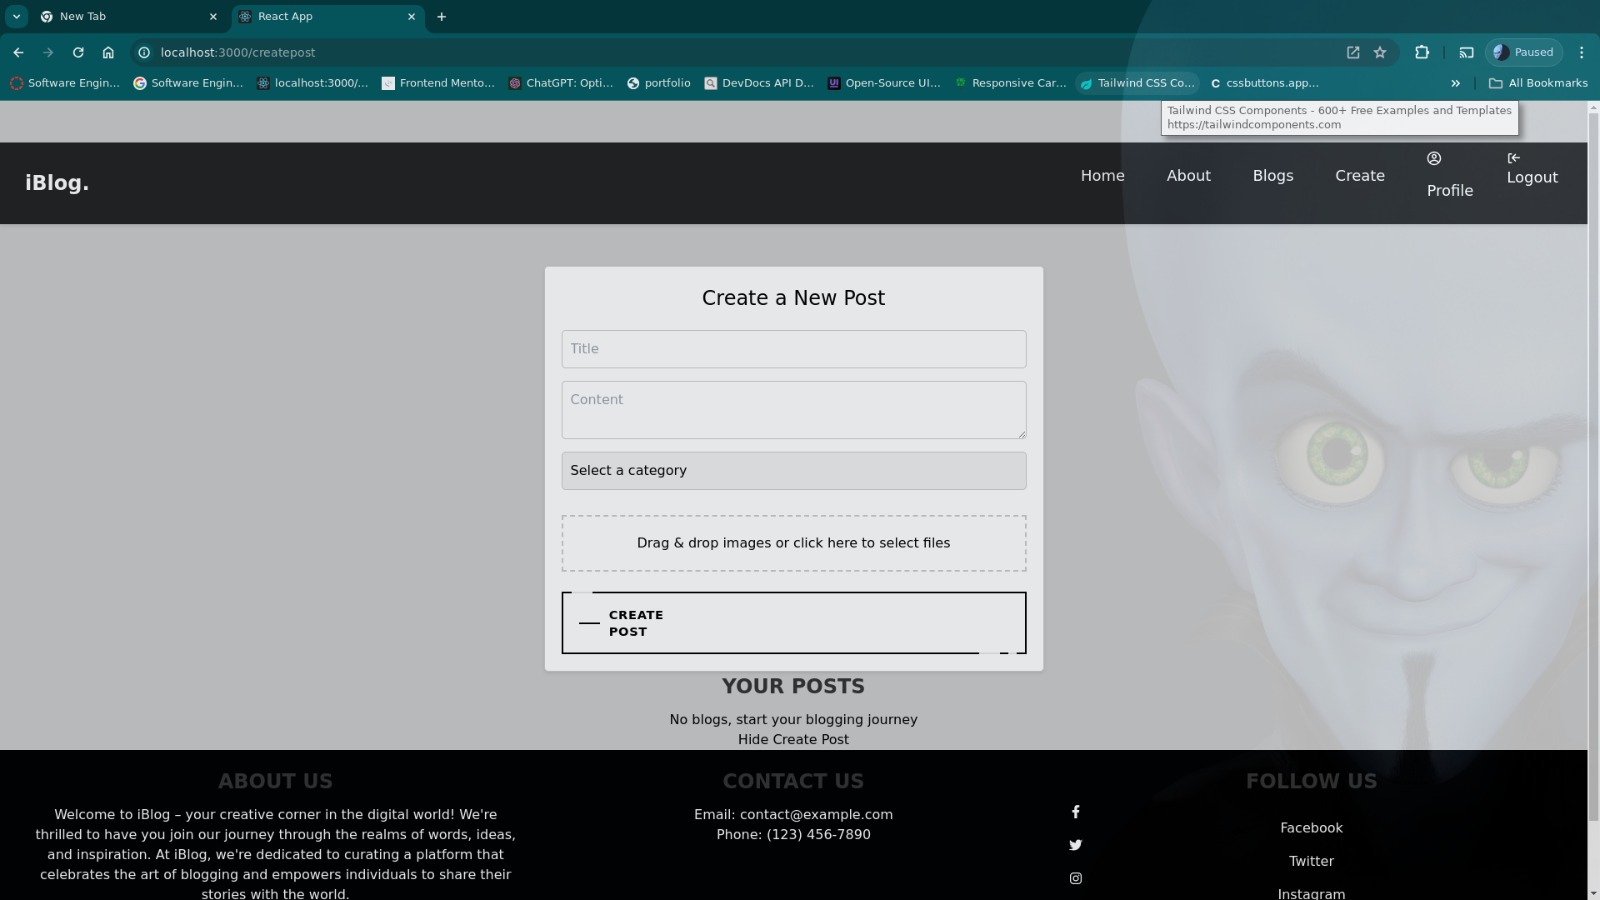 New Tab
React App
localhost:3000/createpost
Paused
Software Engin...
Software Engin...
localhost:3000/...
Frontend Mento...
ChatGPT: Opti...
portfolio
DevDocs API D...
Open-Source UI...
Responsive Car...
Tailwind CSS Co...
cssbuttons.app...
All Bookmarks
Tailwind CSS Components - 600+ Free Examples and Templates
https://tailwindcomponents.com
iBlog.
Home
About
Blogs
Create
Profile
Logout
Create a New Post
Title
Content
Select a category
Drag & drop images or click here to select files
CREATE
POST
YOUR POSTS
No blogs, start your blogging journey
Hide Create Post
ABOUT US
Welcome to iBlog – your creative corner in the digital world! We're
thrilled to have you join our journey through the realms of words, ideas,
and inspiration. At iBlog, we're dedicated to curating a platform that
celebrates the art of blogging and empowers individuals to share their
stories with the world.
CONTACT US
Email: contact@example.com
Phone: (123) 456-7890
FOLLOW US
Facebook
Twitter
Instagram